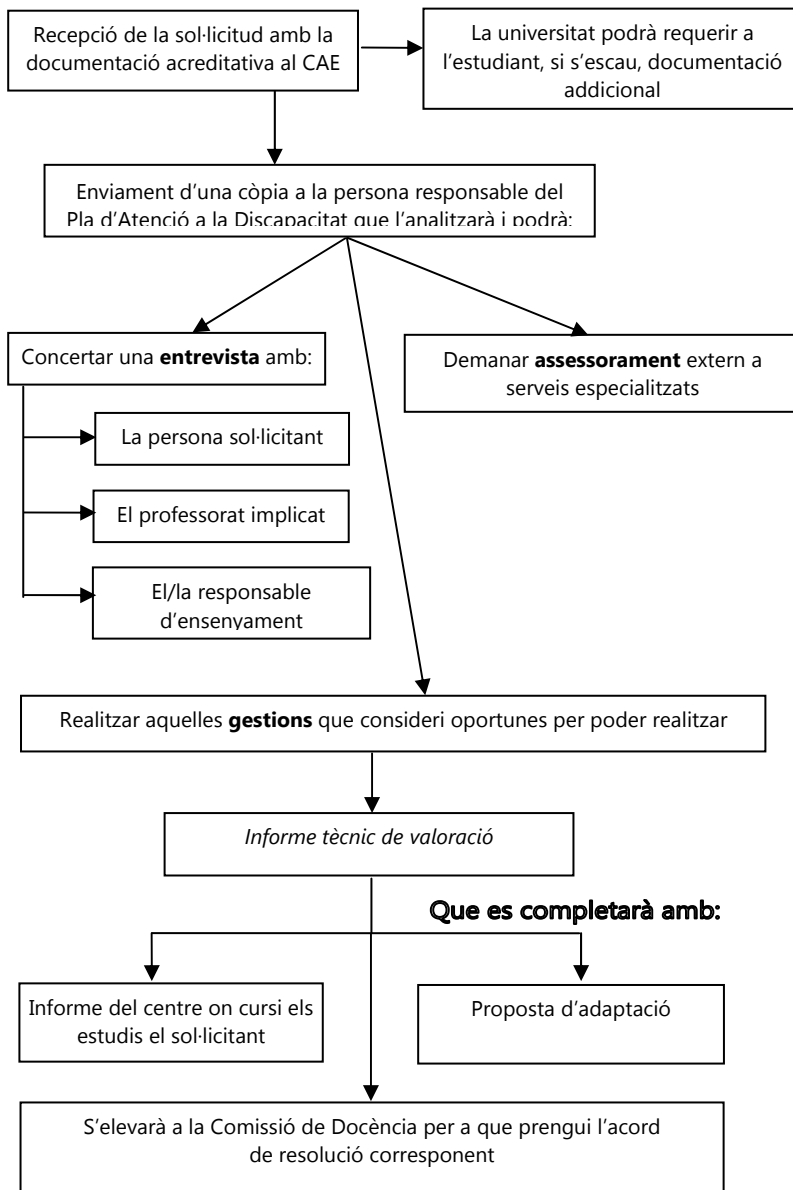 Recepció de la sol·licitud amb la
documentació acreditativa al CAE
La universitat podrà requerir a
l'estudiant, si s'escau, documentació
addicional
Enviament d'una còpia a la persona responsable del
Pla d'Atenció a la Discapacitat que l'analitzarà i podrà:
Concertar una entrevista amb:
Demanar assessorament extern a
serveis especialitzats
La persona sol·licitant
El professorat implicat
El/la responsable
d'ensenyament
Realitzar aquelles gestions que consideri oportunes per poder realitzar
Informe tècnic de valoració
Que es completarà amb:
Informe del centre on cursi els
estudis el sol·licitant
Proposta d'adaptació
S'elevarà a la Comissió de Docència per a que prengui l'acord
de resolució corresponent